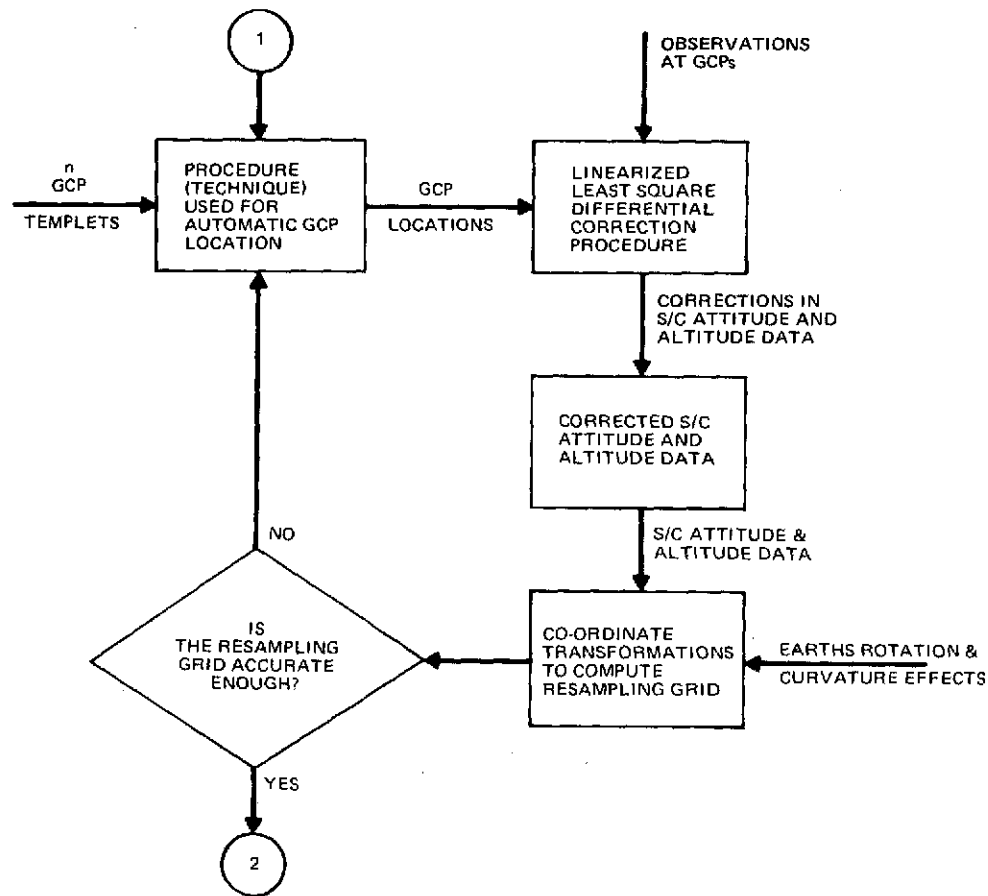 1
OBSERVATIONS
AT GCPs
n
GCP
TEMPLETS
PROCEDURE
(TECHNIQUE)
USED FOR
AUTOMATIC GCP
LOCATION
GCP
LOCATIONS
LINEARIZED
LEAST SQUARE
DIFFERENTIAL
CORRECTION
PROCEDURE
CORRECTIONS IN
S/C ATTITUDE AND
ALTITUDE DATA
CORRECTED S/C
ATTITUDE AND
ALTITUDE DATA
S/C ATTITUDE &
ALTITUDE DATA
CO-ORDINATE
TRANSFORMATIONS
TO COMPUTE
RESAMPLING GRID
EARTHS ROTATION &
CURVATURE EFFECTS
NO
IS
THE RESAMPLING
GRID ACCURATE
ENOUGH?
YES
2